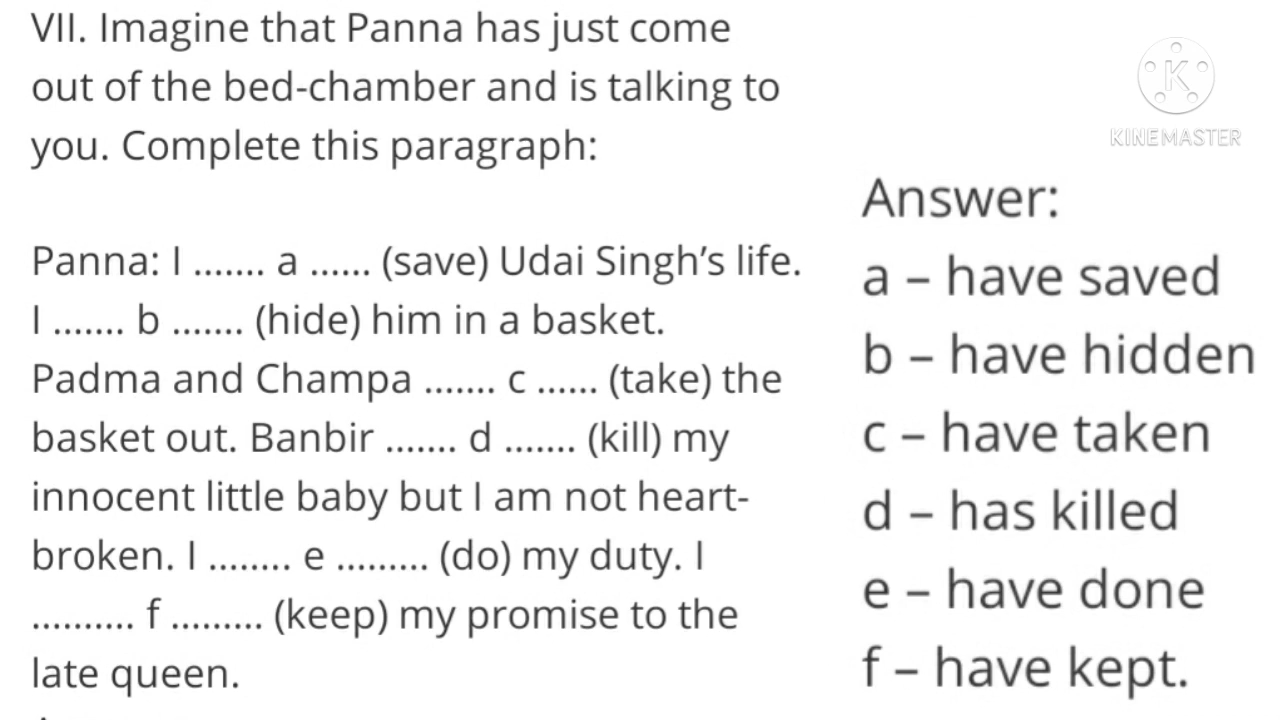 VII. Imagine that Panna has just come
out of the bed-chamber and is talking to
you. Complete this paragraph:
Panna: I ....... a ...... (save) Udai Singh's life.
I ....... b ....... (hide) him in a basket.
Padma and Champa ....... c ...... (take) the
basket out. Banbir ....... d ....... (kill) my
innocent little baby but I am not heart-
broken. I ........ e ......... (do) my duty. I
.......... f ......... (keep) my promise to the
late queen.
K
KINEMASTER
Answer:
a – have saved
b – have hidden
c – have taken
d – has killed
e – have done
f – have kept.